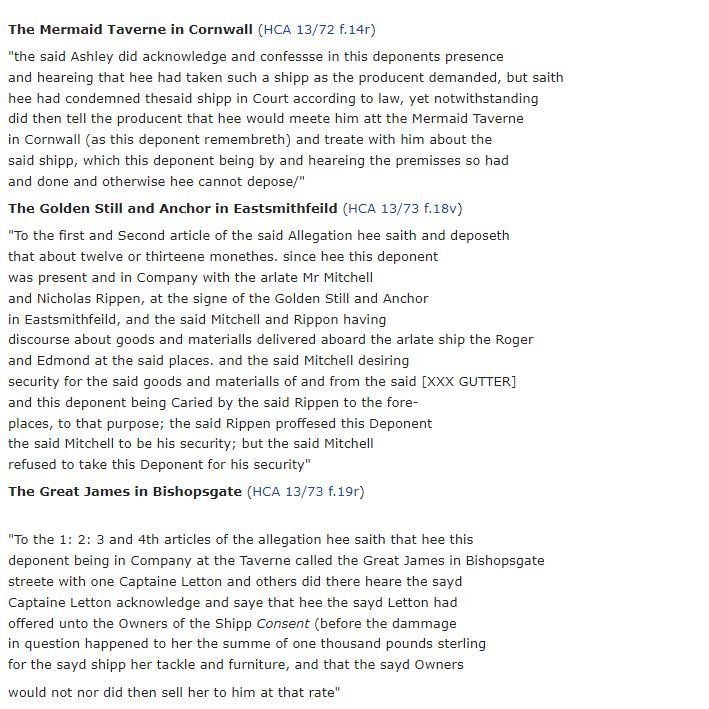 The Mermaid Taverne in Cornwall (HCA 13/72 f.14r)
"the said Ashley did acknowledge and confessse in this deponents presence
and heareing that hee had taken such a shipp as the producent demanded, but saith
hee had condemned thesaid shipp in Court according to law, yet notwithstanding
did then tell the producent that hee would meete him att the Mermaid Taverne
in Cornwall (as this deponent remembreth) and treate with him about the
said shipp, which this deponent being by and heareing the premisses so had
and done and otherwise hee cannot depose/"
The Golden Still and Anchor in Eastsmithfeild (HCA 13/73 f.18v)
"To the first and Second article of the said Allegation hee saith and deposeth
that about twelve or thirteene monethes. since hee this deponent
was present and in Company with the arlate Mr Mitchell
and Nicholas Rippen, at the signe of the Golden Still and Anchor
in Eastsmithfeild, and the said Mitchell and Rippon having
discourse about goods and materialls delivered aboard the arlate ship the Roger
and Edmond at the said places. and the said Mitchell desiring
security for the said goods and materialls of and from the said [XXX GUTTER]
and this deponent being Caried by the said Rippen to the fore-
places, to that purpose; the said Rippen proffesed this Deponent
the said Mitchell to be his security; but the said Mitchell
refused to take this Deponent for his security"
The Great James in Bishopsgate (HCA 13/73 f.19r)
"To the 1: 2: 3 and 4th articles of the allegation hee saith that hee this
deponent being in Company at the Taverne called the Great James in Bishopsgate
streete with one Captaine Letton and others did there heare the sayd
Captaine Letton acknowledge and saye that hee the sayd Letton had
offered unto the Owners of the Shipp Consent (before the dammage
in question happened to her the summe of one thousand pounds sterling
for the sayd shipp her tackle and furniture, and that the sayd Owners
would not nor did then sell her to him at that rate"